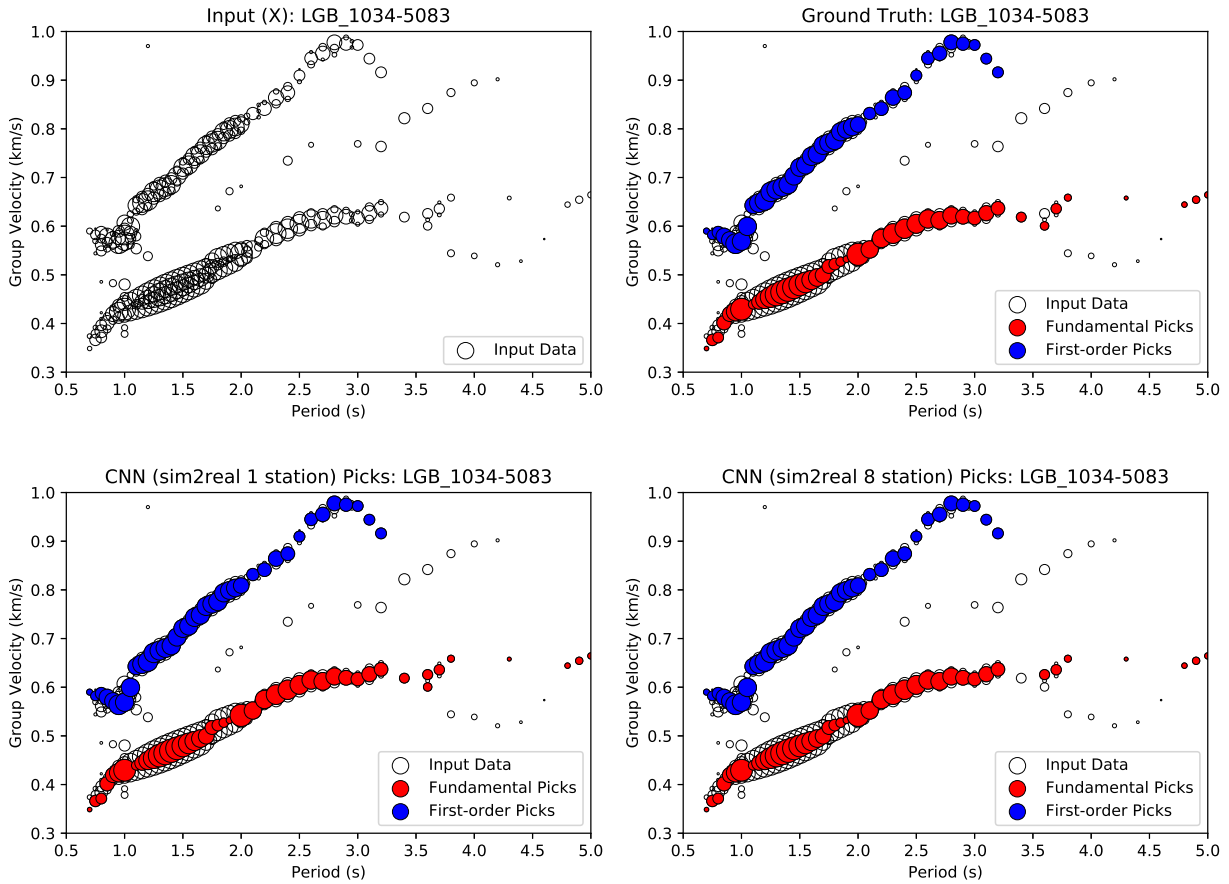 Input (X): LGB_1034-5083
Ground Truth: LGB_1034-5083
Group Velocity (km/s)
1.0
0.9
0.8
0.7
0.6
0.5
0.4
0.3
Input Data
0.5 1.0 1.5 2.0 2.5 3.0 3.5 4.0 4.5 5.0
Period (s)
Group Velocity (km/s)
1.0
0.9
0.8
0.7
0.6
0.5
0.4
0.3
Input Data
Fundamental Picks
First-order Picks
0.5 1.0 1.5 2.0 2.5 3.0 3.5 4.0 4.5 5.0
Period (s)
CNN (sim2real 1 station) Picks: LGB_1034-5083
CNN (sim2real 8 station) Picks: LGB_1034-5083
Group Velocity (km/s)
1.0
0.9
0.8
0.7
0.6
0.5
0.4
0.3
Input Data
Fundamental Picks
First-order Picks
0.5 1.0 1.5 2.0 2.5 3.0 3.5 4.0 4.5 5.0
Period (s)
Group Velocity (km/s)
1.0
0.9
0.8
0.7
0.6
0.5
0.4
0.3
Input Data
Fundamental Picks
First-order Picks
0.5 1.0 1.5 2.0 2.5 3.0 3.5 4.0 4.5 5.0
Period (s)